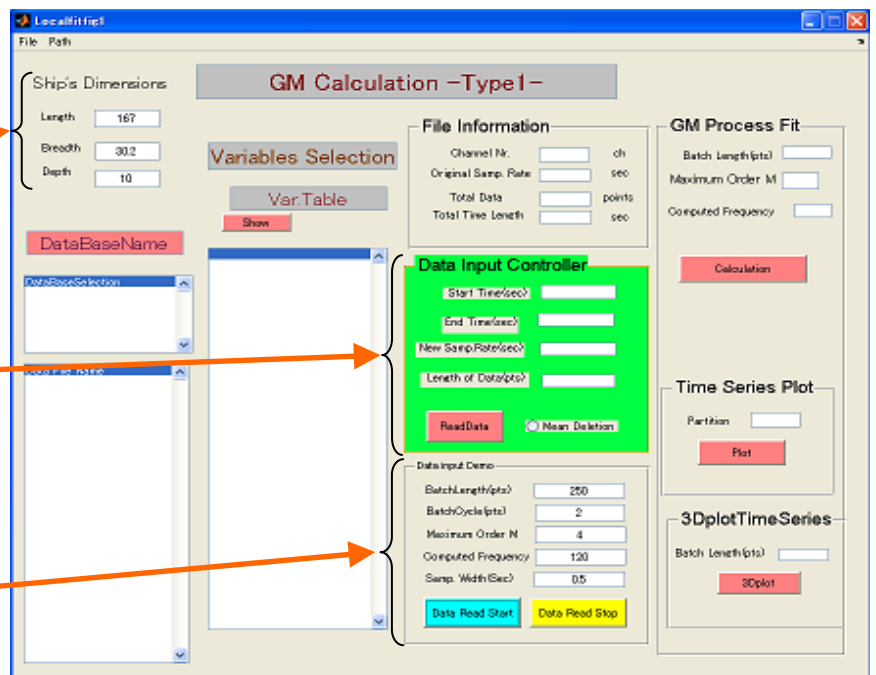 Localfitfig1
File Path
Ship's Dimensions
Length 167
Breadth 30.2
Depth 10
GM Calculation -Type1-
DataBaseName
DataBaseSelection
Data File Name
Variables Selection
Var.Table
Show
File Information
Channel Nr. ch
Original Samp. Rate sec
Total Data points
Total Time Length sec
Data Input Controller
Start Time(sec)
End Time(sec)
New Samp.Rate(sec)
Length of Data(pts)
ReadData
Mean Deletion
Data input Demo
BatchLength(pts) 250
BatchCycle(pts) 2
Maximum Order M 4
Computed Frequency 120
Samp. Width(Sec) 0.5
Data Read Start
Data Read Stop
GM Process Fit
Batch Length(pts)
Maximum Order M
Computed Frequency
Calculation
Time Series Plot
Partition
Plot
3DplotTimeSeries
Batch Length(pts)
3Dplot